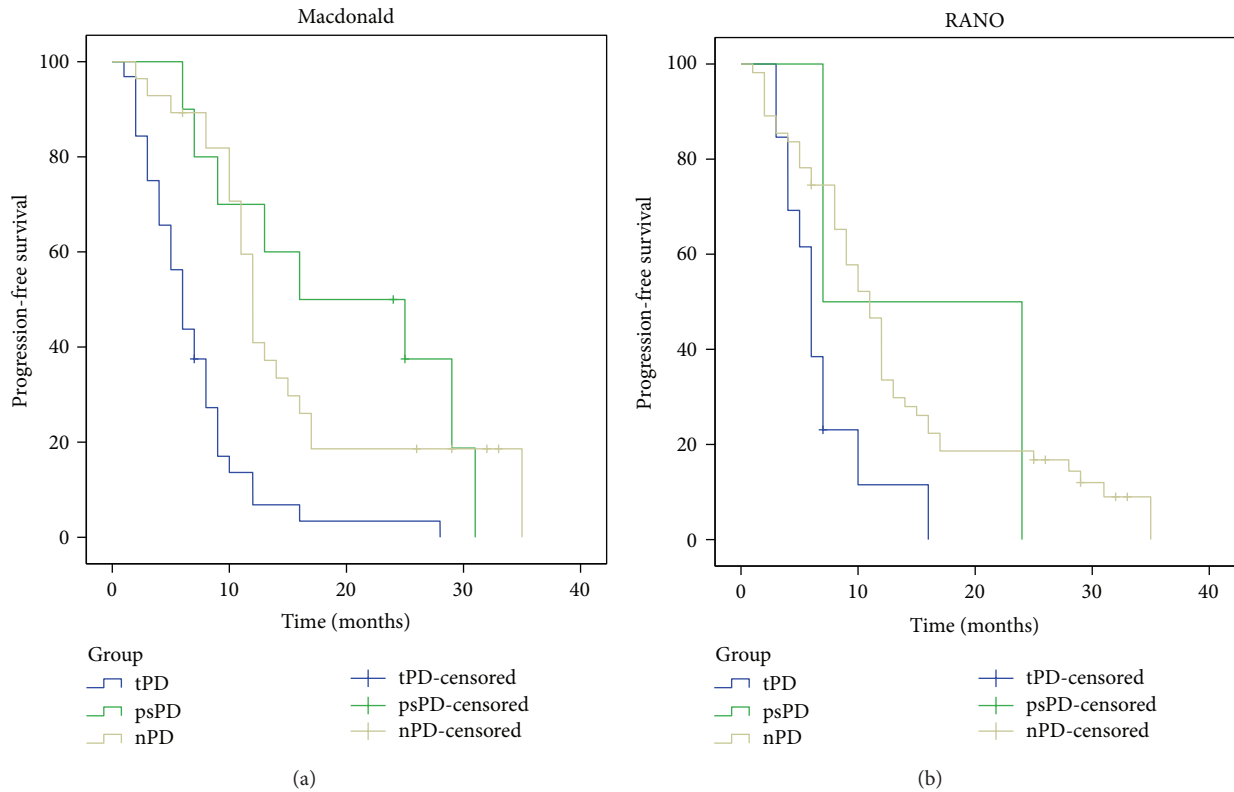 Macdonald
100
80
60
40
20
0
Progression-free survival
0 10 20 30 40
Time (months)
Group
tPD
psPD
nPD
tPD-censored
psPD-censored
nPD-censored
(a)
RANO
100
80
60
40
20
0
Progression-free survival
0 10 20 30 40
Time (months)
Group
tPD
psPD
nPD
tPD-censored
psPD-censored
nPD-censored
(b)